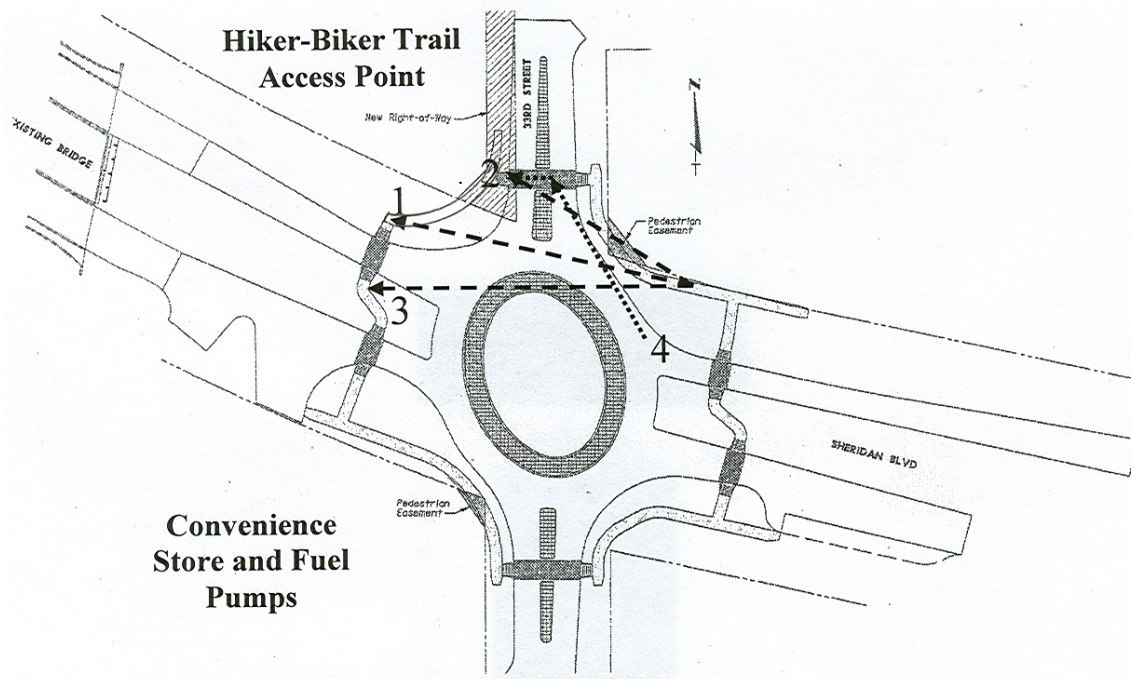 Hiker-Biker Trail
Access Point
New Right-of-Way
33RD STREET
N
EXISTING BRIDGE
2
1
Pedestrian
Easement
3
4
SHERIDAN BLVD
Pedestrian
Easement
Convenience
Store and Fuel
Pumps